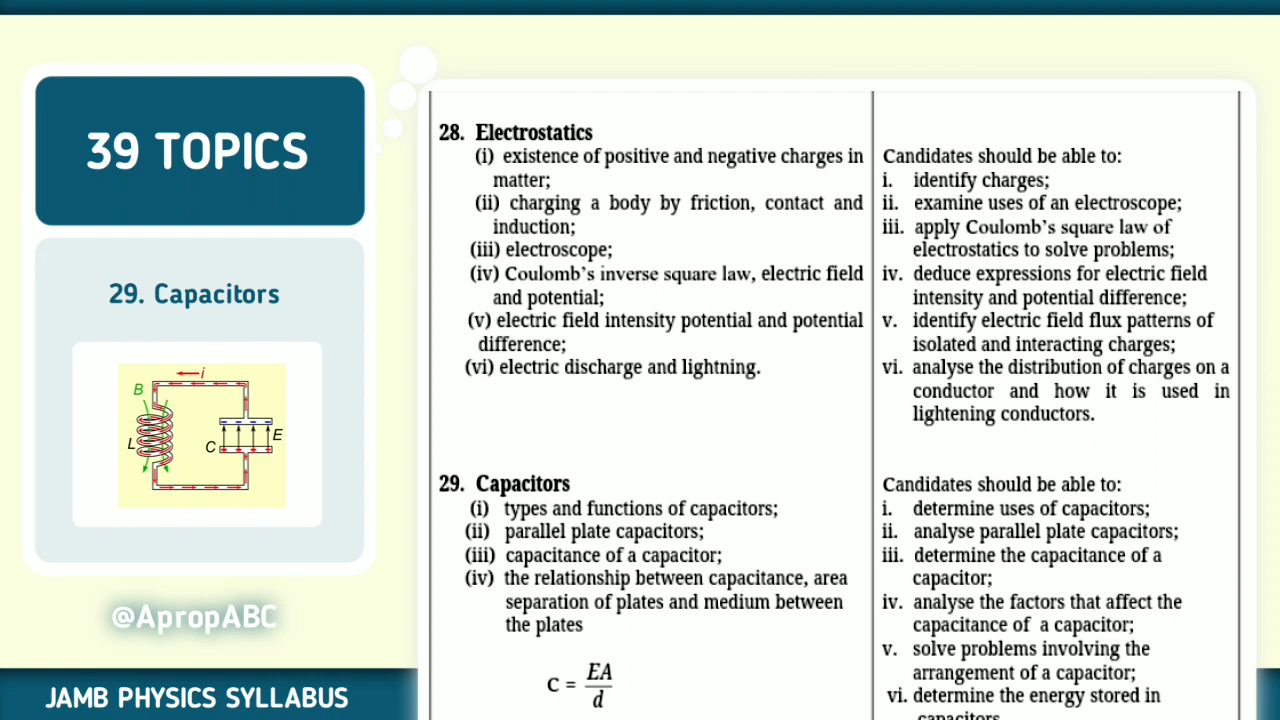 39 TOPICS
29. Capacitors
i
B
L
C
E
@ApropABC
JAMB PHYSICS SYLLABUS
28. Electrostatics
(i) existence of positive and negative charges in
matter;
(ii) charging a body by friction, contact and
induction;
(iii) electroscope;
(iv) Coulomb's inverse square law, electric field
and potential;
(v) electric field intensity potential and potential
difference;
(vi) electric discharge and lightning.
Candidates should be able to:
i. identify charges;
ii. examine uses of an electroscope;
iii. apply Coulomb's square law of
electrostatics to solve problems;
iv. deduce expressions for electric field
intensity and potential difference;
v. identify electric field flux patterns of
isolated and interacting charges;
vi. analyse the distribution of charges on a
conductor and how it is used in
lightening conductors.
29. Capacitors
(i) types and functions of capacitors;
(ii) parallel plate capacitors;
(iii) capacitance of a capacitor;
(iv) the relationship between capacitance, area
separation of plates and medium between
the plates
C = EA/d
Candidates should be able to:
i. determine uses of capacitors;
ii. analyse parallel plate capacitors;
iii. determine the capacitance of a
capacitor;
iv. analyse the factors that affect the
capacitance of a capacitor;
v. solve problems involving the
arrangement of a capacitor;
vi. determine the energy stored in
capacitors